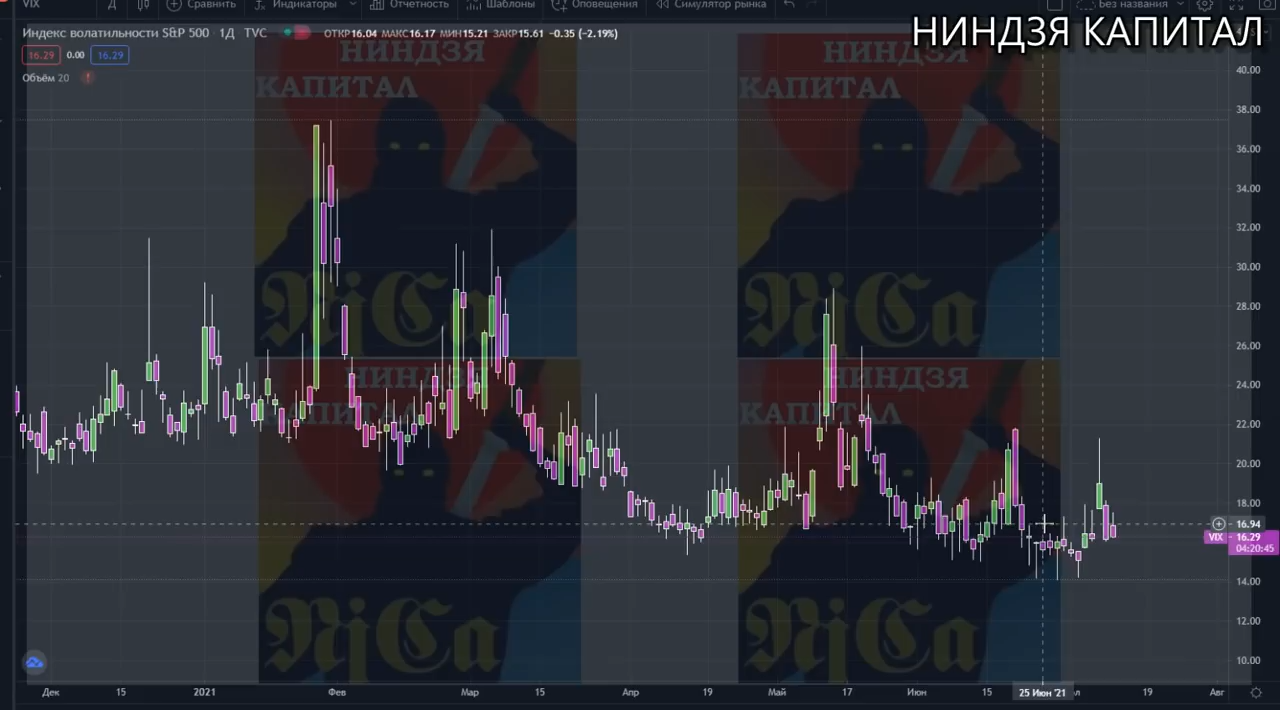 VIX Д Сравнить Индикаторы Отчетность Шаблоны Оповещения Симулятор рынка Без названия
НИНДЗЯ КАПИТАЛ
Индекс волатильности S&P 500 1Д TVC ОТКР16.04 МАКС16.17 МИН15.21 ЗАКР15.61 −0.35 (−2.19%)
16.29 0.00 16.29
Объём 20
НИНДЗЯ
КАПИТАЛ
NiCa
НИНДЗЯ
КАПИТАЛ
NiCa
НИНДЗЯ
КАПИТАЛ
NiCa
НИНДЗЯ
КАПИТАЛ
NiCa
40.00
38.00
36.00
34.00
32.00
30.00
28.00
26.00
24.00
22.00
20.00
18.00
16.94
VIX 16.29
04:20:45
14.00
12.00
10.00
Дек 15 2021 Фев Мар 15 Апр 19 Май 17 Июн 15 25 Июн '21 19 Авг